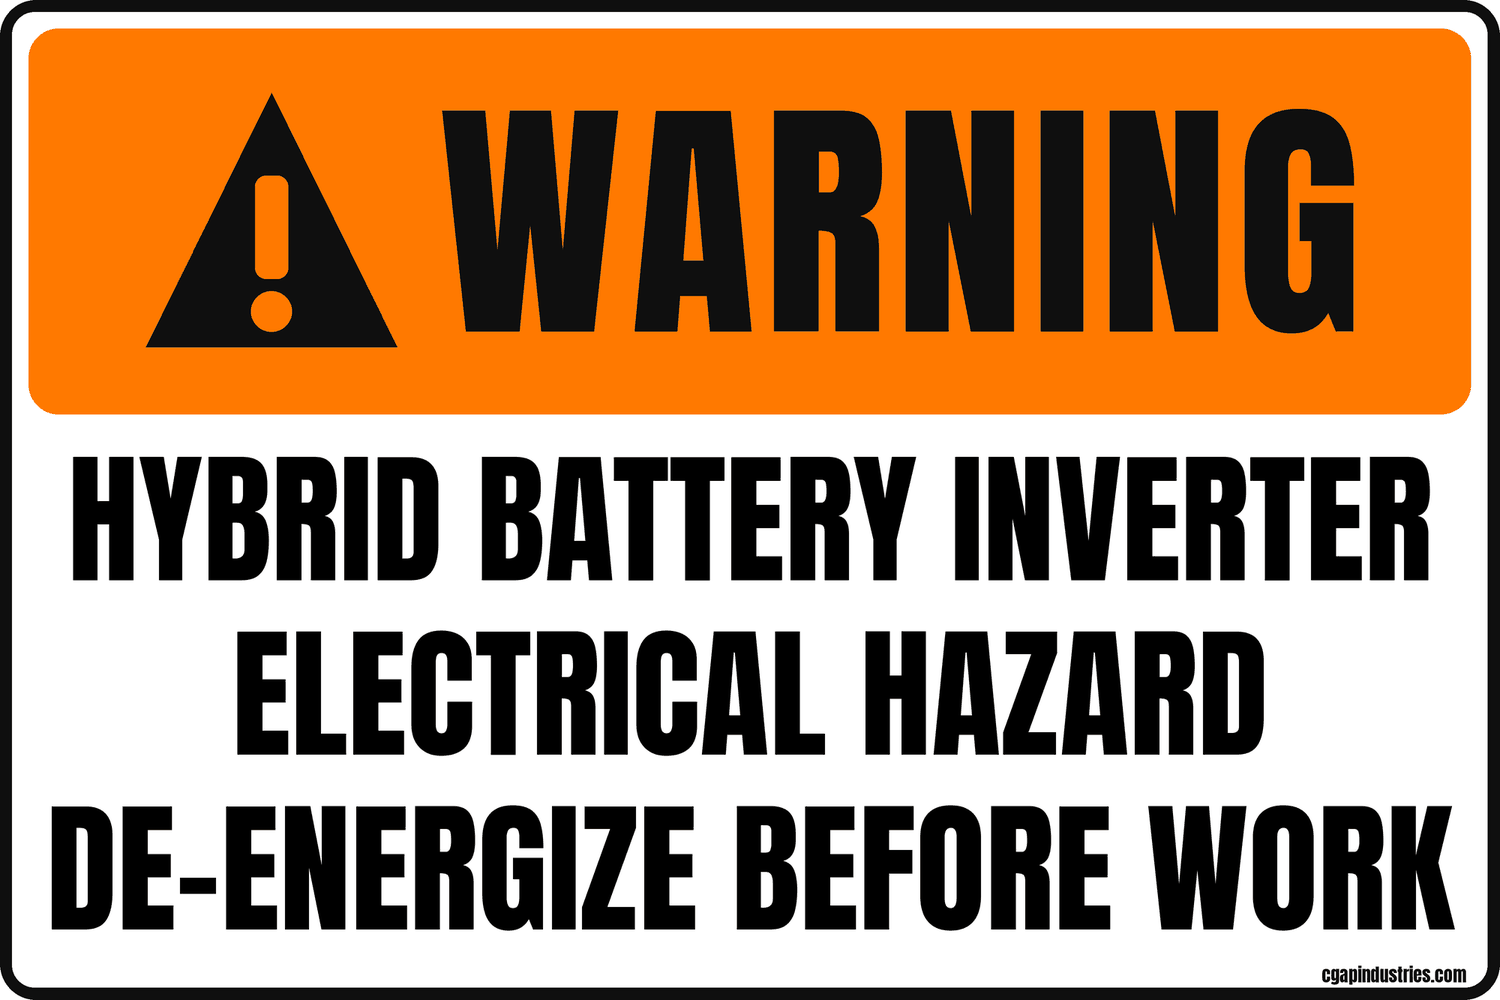 WARNING
HYBRID BATTERY INVERTER
ELECTRICAL HAZARD
DE-ENERGIZE BEFORE WORK
cgapindustries.com